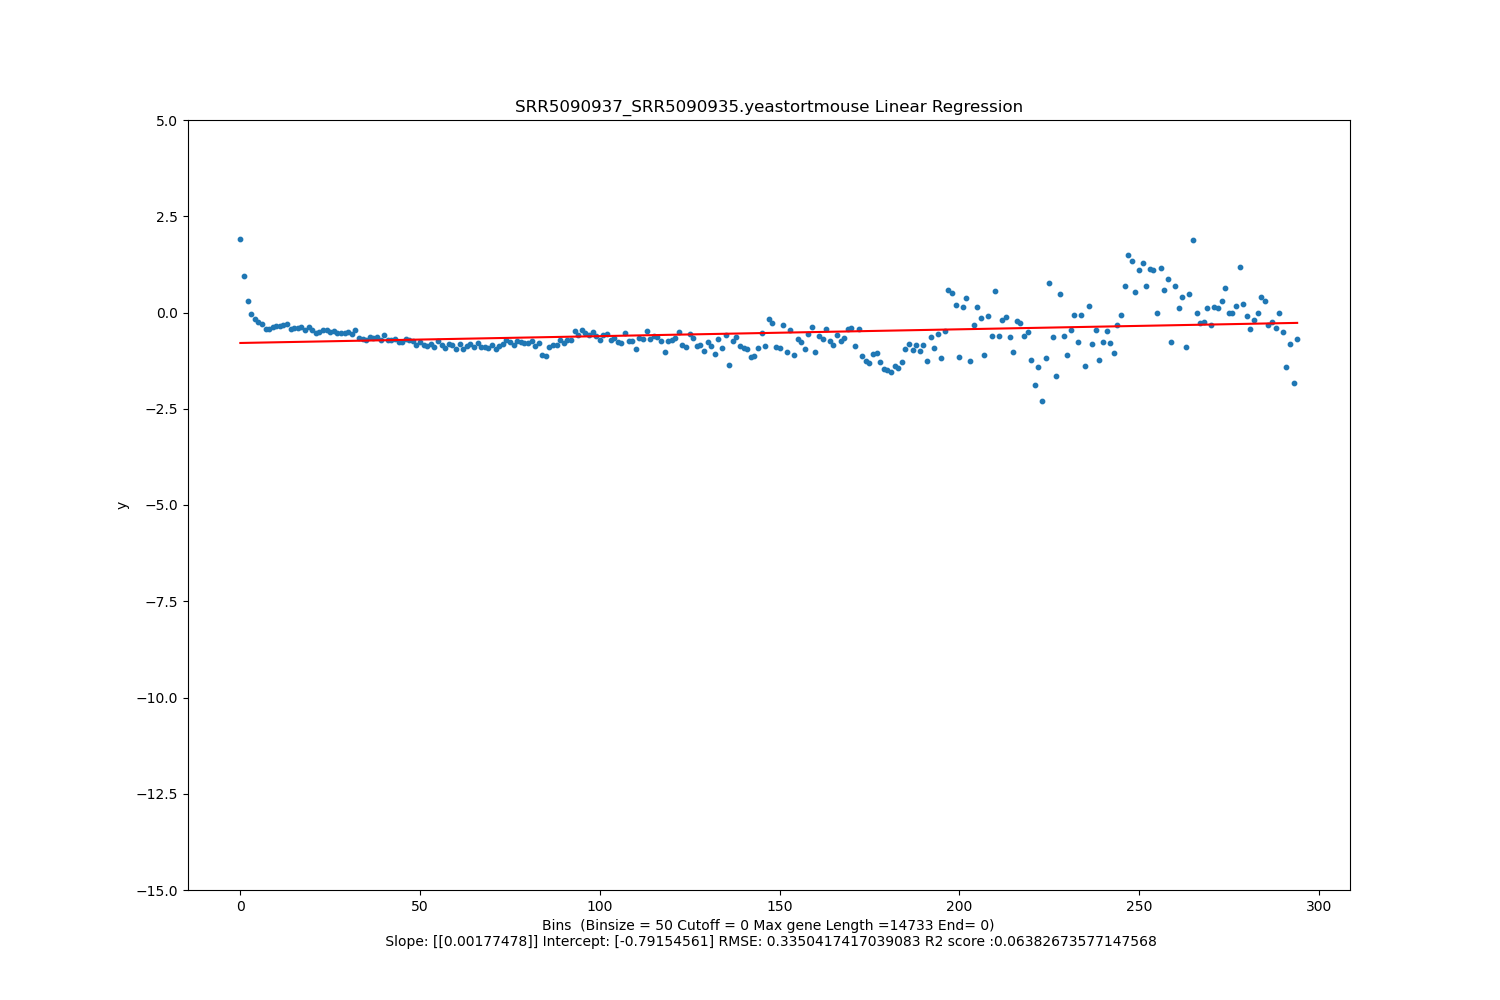 SRR5090937_SRR5090935.yeastortmouse Linear Regression
5.0
2.5
0.0
−2.5
−5.0
−7.5
−10.0
−12.5
−15.0
y
0 50 100 150 200 250 300
Bins  (Binsize = 50 Cutoff = 0 Max gene Length =14733 End= 0)
Slope: [[0.00177478]] Intercept: [-0.79154561] RMSE: 0.3350417417039083 R2 score :0.06382673577147568